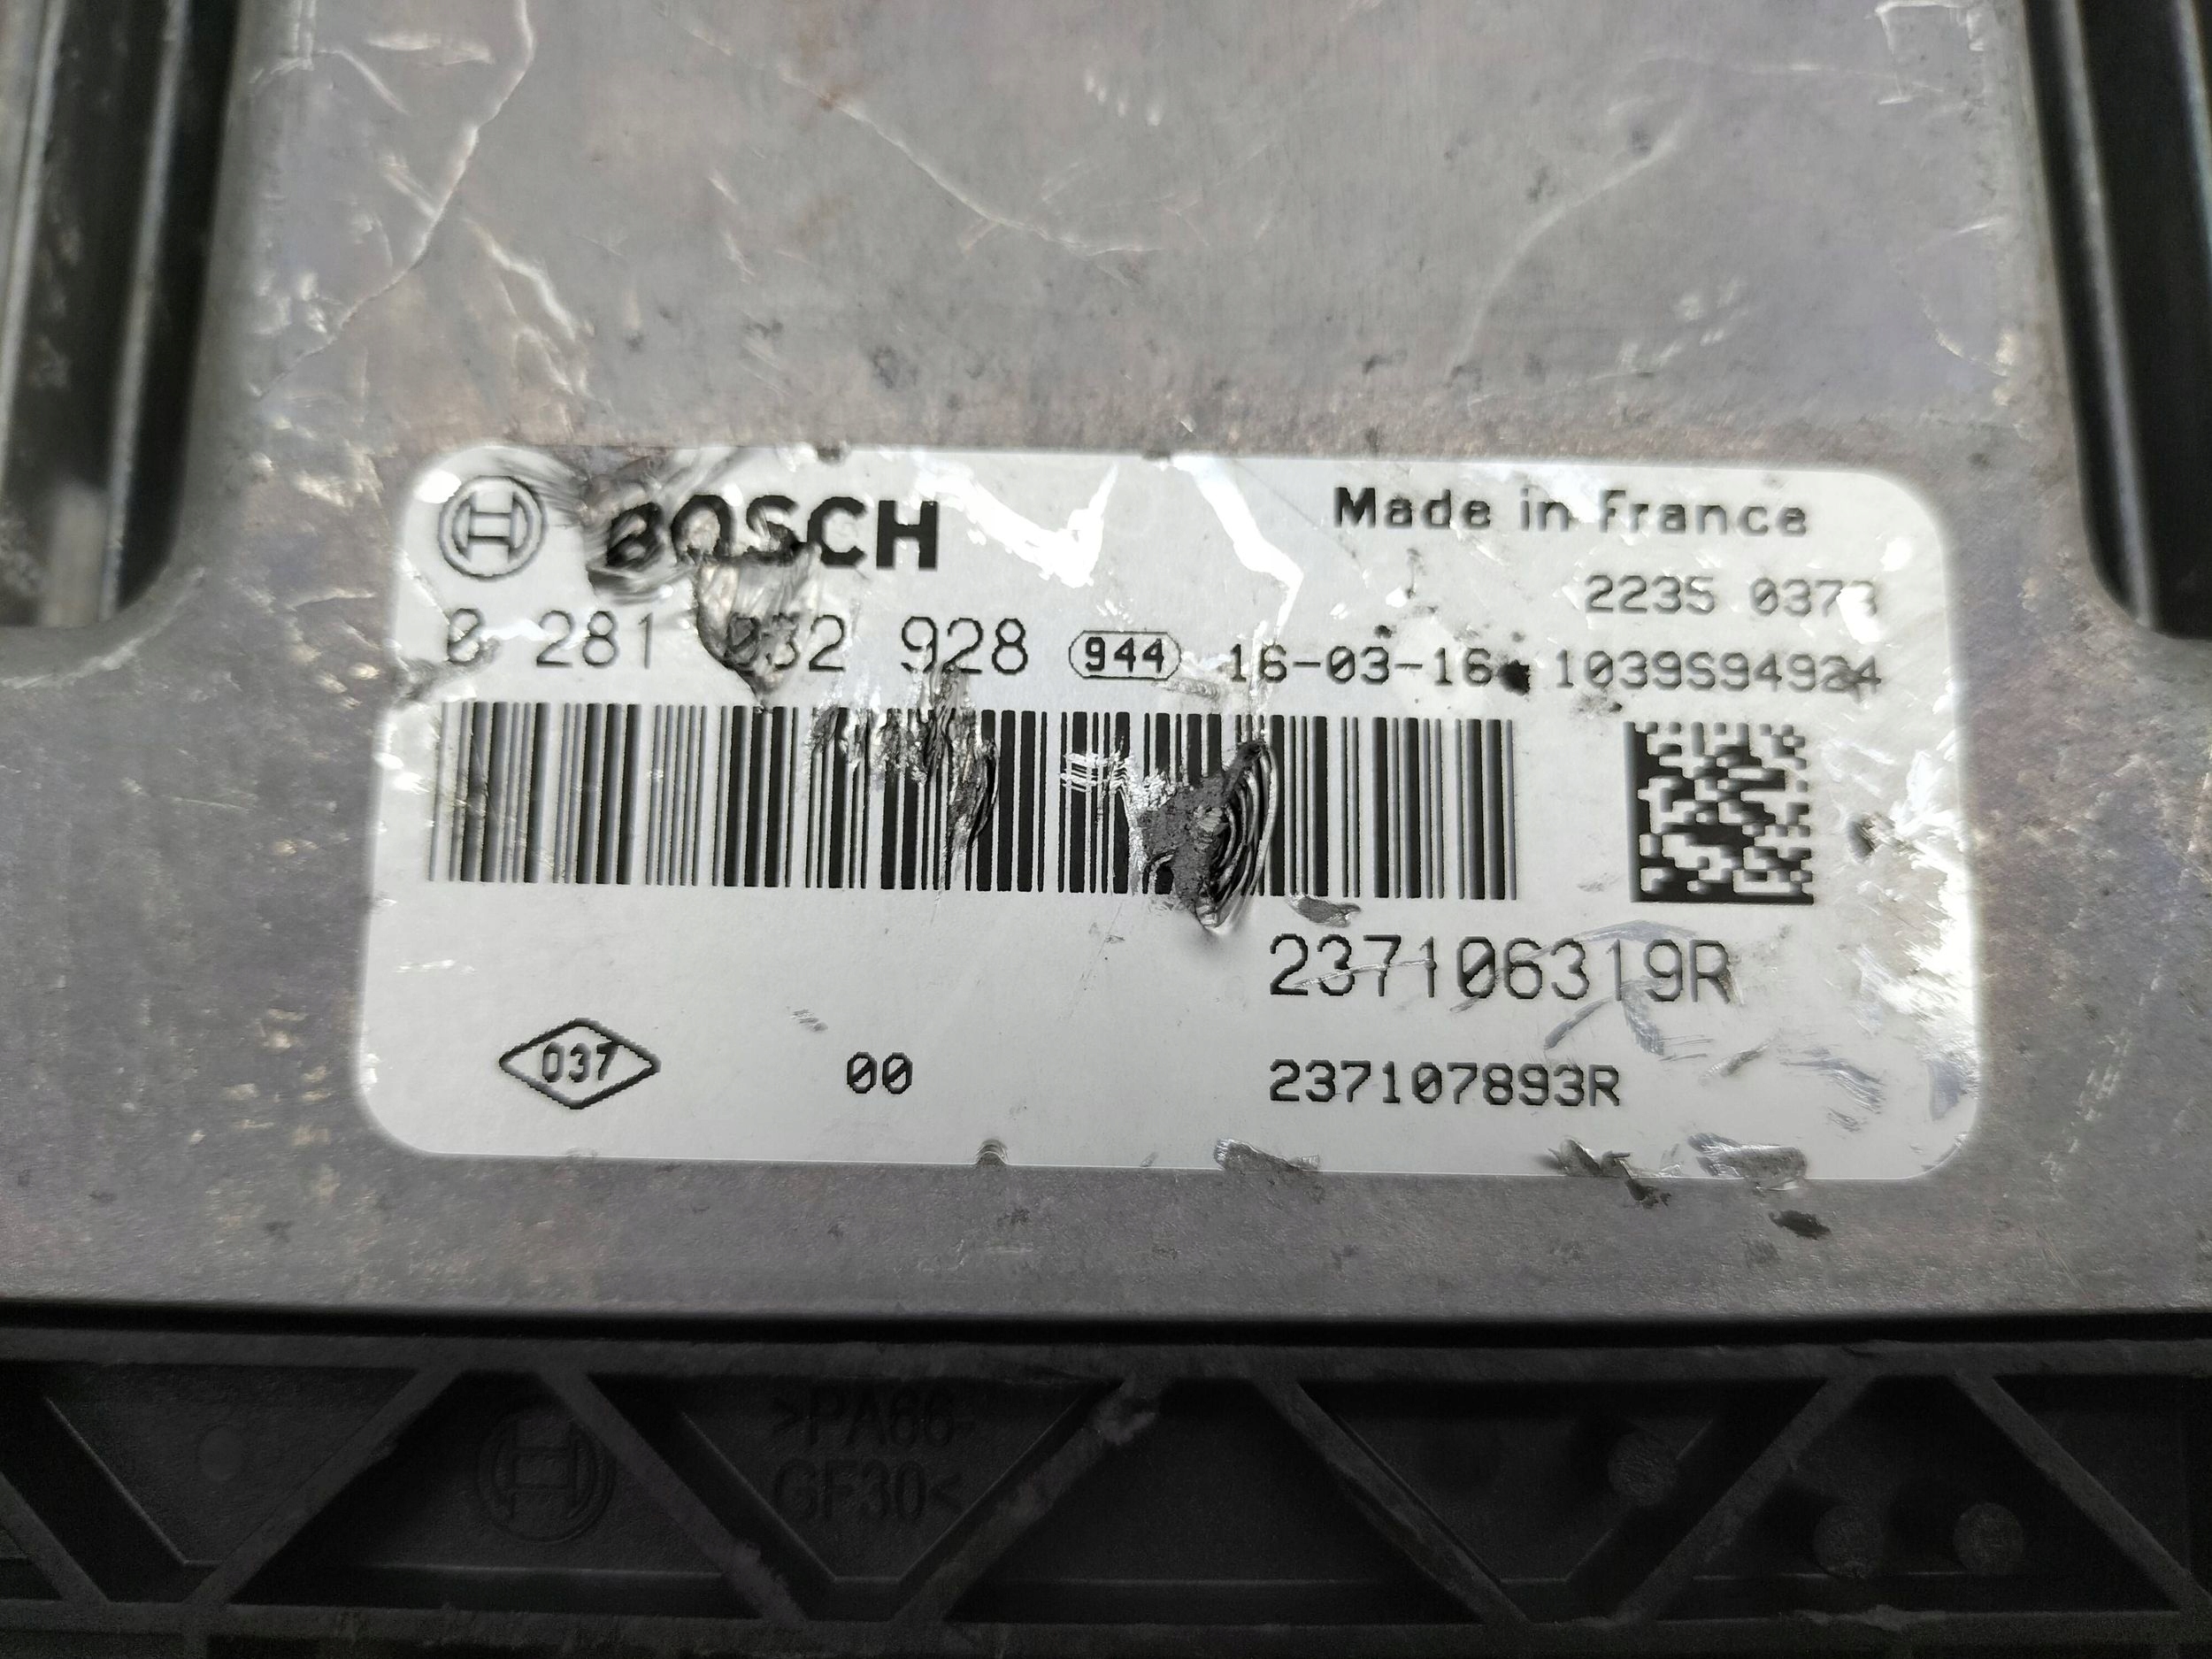 BOSCH
Made in France
2235 0373
0 281 032 928 944 16-03-16 1039S94924
237106319R
037 00 237107893R
>PA86-
GF30<